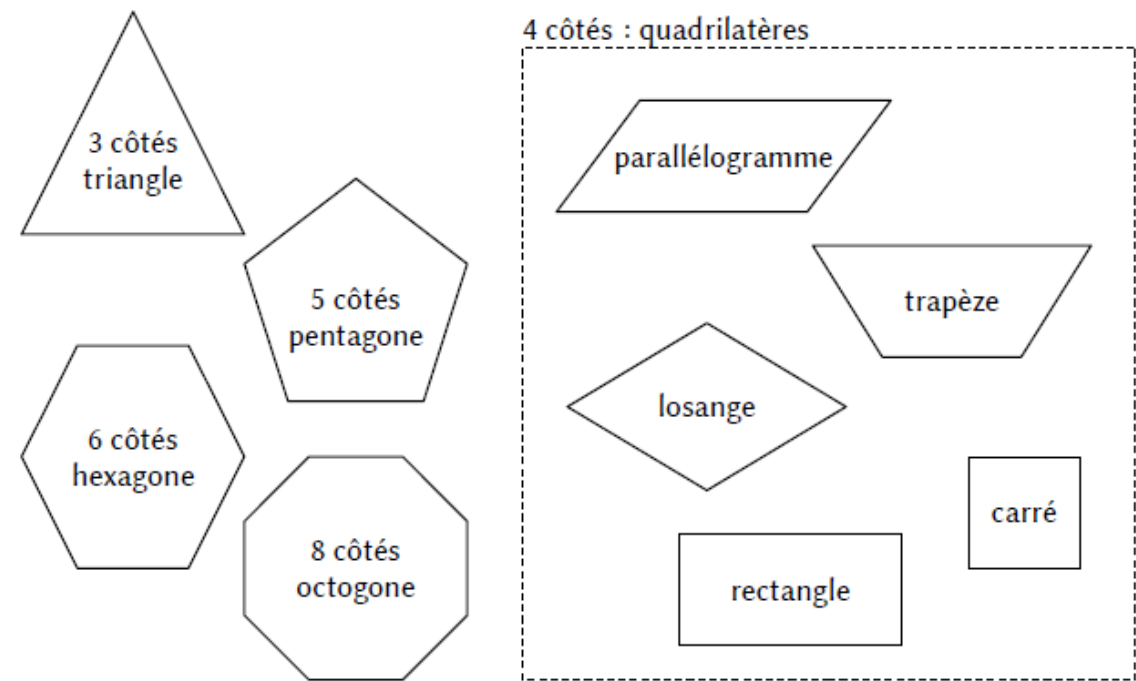 3 côtés
triangle
5 côtés
pentagone
6 côtés
hexagone
8 côtés
octogone
4 côtés : quadrilatères
parallélogramme
trapèze
losange
carré
rectangle